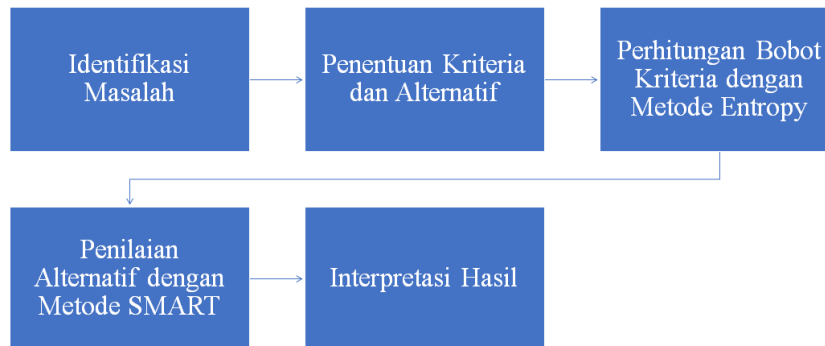 Identifikasi
Masalah
Penentuan Kriteria
dan Alternatif
Perhitungan Bobot
Kriteria dengan
Metode Entropy
Penilaian
Alternatif dengan
Metode SMART
Interpretasi Hasil